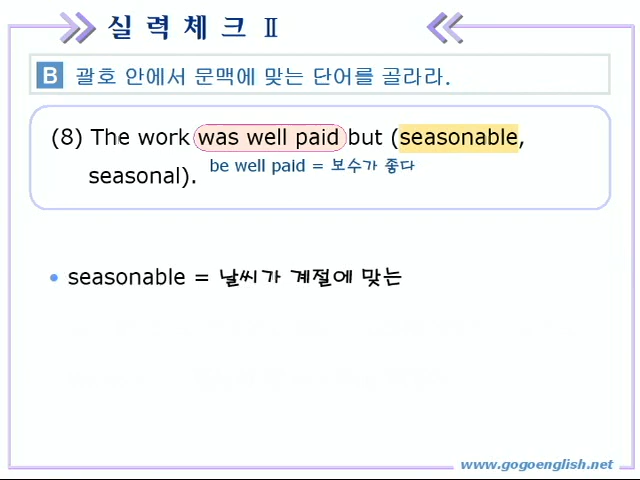 실력체크 Ⅱ
B 괄호 안에서 문맥에 맞는 단어를 골라라.
(8) The work was well paid but (seasonable,
seasonal).
be well paid = 보수가 좋다
• seasonable = 날씨가 계절에 맞는
www.gogoenglish.net